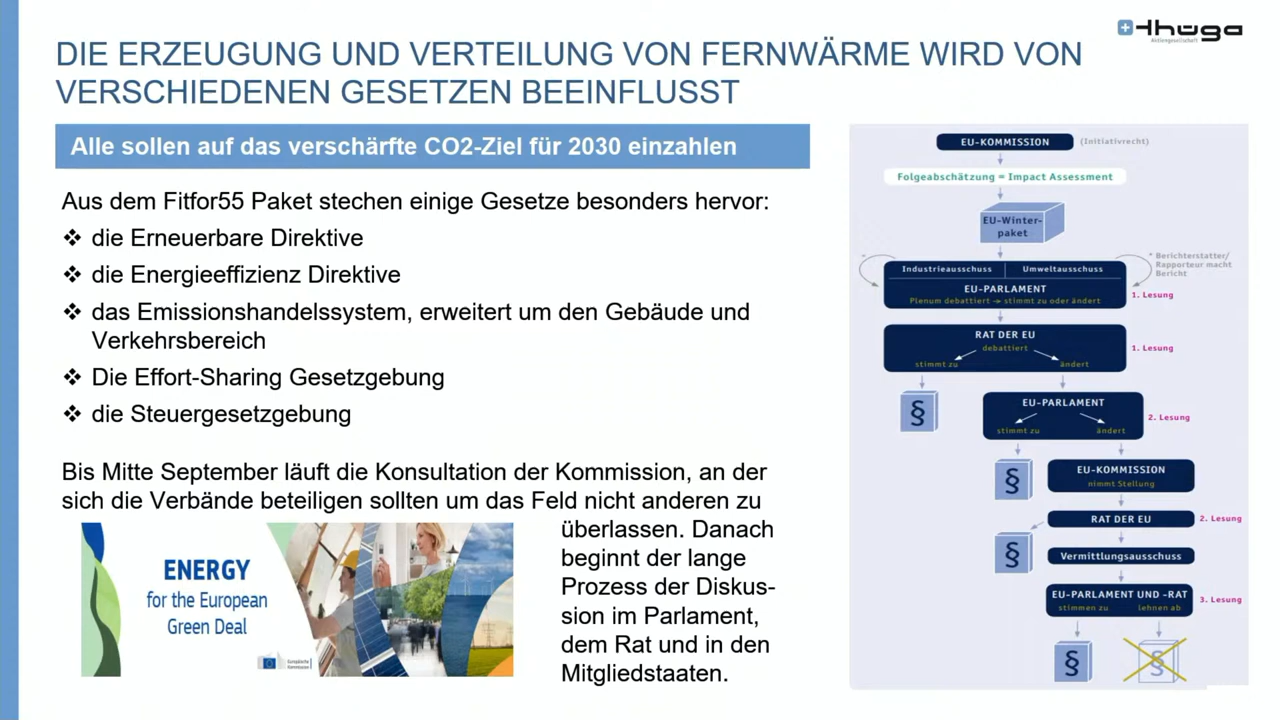 thüga
Aktiengesellschaft
DIE ERZEUGUNG UND VERTEILUNG VON FERNWÄRME WIRD VON
VERSCHIEDENEN GESETZEN BEEINFLUSST
Alle sollen auf das verschärfte CO2-Ziel für 2030 einzahlen
Aus dem Fitfor55 Paket stechen einige Gesetze besonders hervor:
❖ die Erneuerbare Direktive
❖ die Energieeffizienz Direktive
❖ das Emissionshandelssystem, erweitert um den Gebäude und
Verkehrsbereich
❖ Die Effort-Sharing Gesetzgebung
❖ die Steuergesetzgebung
Bis Mitte September läuft die Konsultation der Kommission, an der
sich die Verbände beteiligen sollten um das Feld nicht anderen zu
überlassen. Danach
beginnt der lange
Prozess der Diskus-
sion im Parlament,
dem Rat und in den
Mitgliedstaaten.
ENERGY
for the European
Green Deal
Europäische
Kommission
EU-KOMMISSION (Initiativrecht)
Folgeabschätzung = Impact Assessment
EU-Winter-
paket
* Berichterstatter/
Rapporteur macht
Bericht
*
Industrieausschuss Umweltausschuss
EU-PARLAMENT
Plenum debattiert → stimmt zu oder ändert
1. Lesung
RAT DER EU
debattiert
stimmt zu ändert
1. Lesung
§
EU-PARLAMENT
stimmt zu ändert
2. Lesung
§
EU-KOMMISSION
nimmt Stellung
RAT DER EU
2. Lesung
§
Vermittlungsausschuss
EU-PARLAMENT UND -RAT
stimmen zu lehnen ab
3. Lesung
§ §